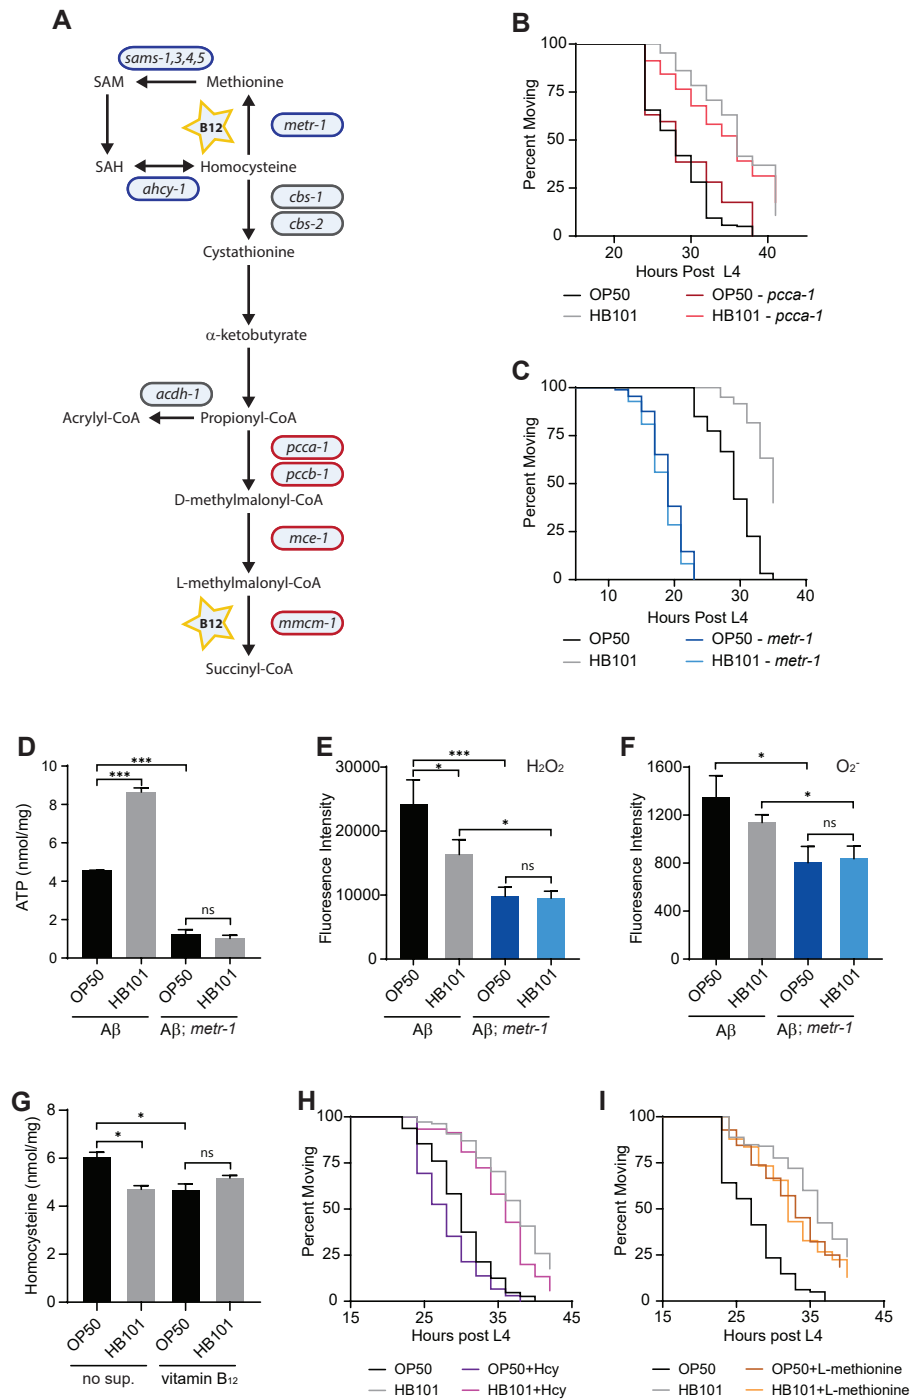 A
sams-1,3,4,5
SAM
Methionine
B12
metr-1
SAH
Homocysteine
ahcy-1
cbs-1
cbs-2
Cystathionine
α-ketobutyrate
acdh-1
Acrylyl-CoA
Propionyl-CoA
pcca-1
pccb-1
D-methylmalonyl-CoA
mce-1
L-methylmalonyl-CoA
B12
mmcm-1
Succinyl-CoA
B
Percent Moving
100
75
50
25
0
20 30 40
Hours Post L4
OP50 OP50 - pcca-1
HB101 HB101 - pcca-1
C
Percent Moving
100
75
50
25
0
10 20 30 40
Hours Post L4
OP50 OP50 - metr-1
HB101 HB101 - metr-1
D
ATP (nmol/mg)
10
8
6
4
2
0
***
***
ns
OP50 HB101 OP50 HB101
Aβ Aβ; metr-1
E
H₂O₂
Fluoresence Intensity
30000
20000
10000
0
***
*
*
ns
OP50 HB101 OP50 HB101
Aβ Aβ; metr-1
F
O₂⁻
Fluoresence Intensity
1600
1200
800
400
0
*
*
ns
OP50 HB101 OP50 HB101
Aβ Aβ; metr-1
G
Homocysteine (nmol/mg)
8
6
4
2
0
*
*
ns
OP50 HB101 OP50 HB101
no sup. vitamin B₁₂
H
Percent Moving
100
75
50
25
0
15 25 35 45
Hours post L4
OP50 OP50+Hcy
HB101 HB101+Hcy
I
Percent Moving
100
75
50
25
0
15 25 35 45
Hours post L4
OP50 OP50+L-methionine
HB101 HB101+L-methionine